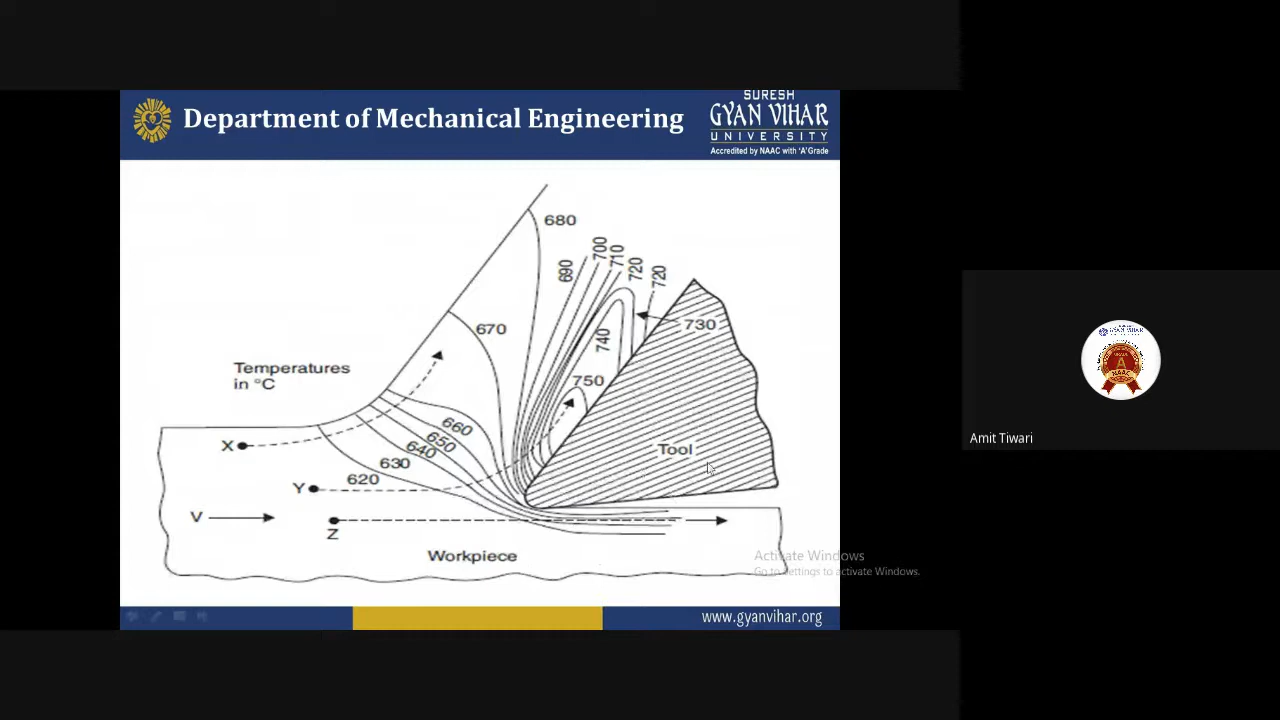 Department of Mechanical Engineering
SURESH
GYAN VIHAR
UNIVERSITY
Accredited by NAAC with 'A' Grade
680
690
700
710
720
720
730
740
750
670
Temperatures
in °C
660
650
640
630
620
X
Y
V
Z
Tool
Workpiece
Activate Windows
Go to Settings to activate Windows.
www.gyanvihar.org
Amit Tiwari